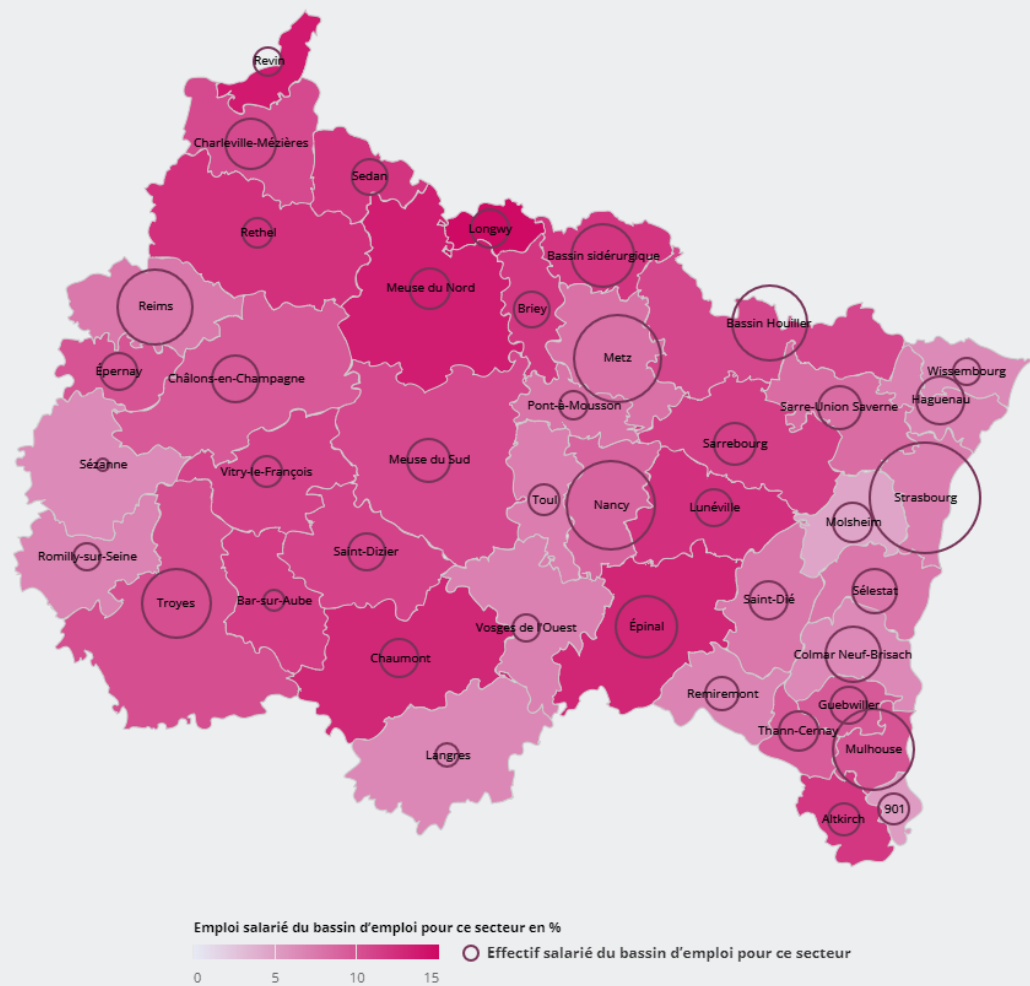 Revin
Charleville-Mézières
Sedan
Longwy
Rethel
Bassin sidérurgique
Meuse du Nord
Reims
Briey
Bassin Houiller
Metz
Épernay
Châlons-en-Champagne
Wissembourg
Haguenau
Pont-à-Mousson
Sarre-Union Saverne
Sarrebourg
Meuse du Sud
Sézanne
Vitry-le-François
Toul
Nancy
Lunéville
Strasbourg
Molsheim
Saint-Dizier
Romilly-sur-Seine
Sélestat
Troyes
Bar-sur-Aube
Saint-Dié
Vosges de l'Ouest
Épinal
Chaumont
Colmar Neuf-Brisach
Remiremont
Guebwiller
Thann-Cernay
Mulhouse
Langres
901
Altkirch
Emploi salarié du bassin d’emploi pour ce secteur en %
0 5 10 15
Effectif salarié du bassin d’emploi pour ce secteur